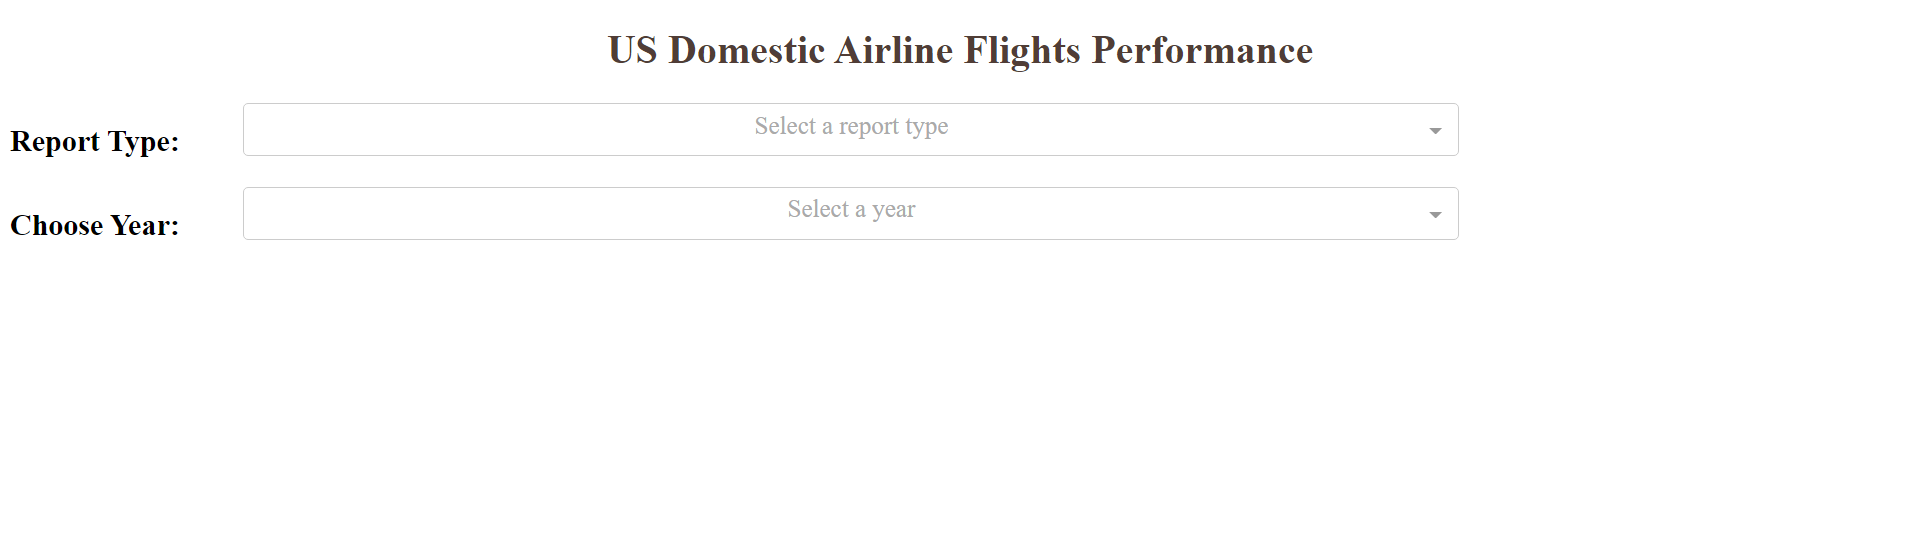 US Domestic Airline Flights Performance
Report Type:
Select a report type
Choose Year:
Select a year